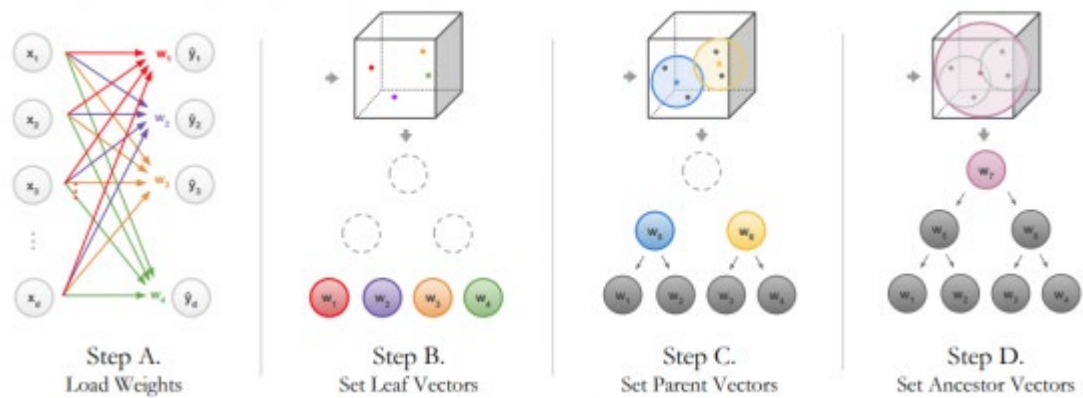 x₁
x₂
x₃
⋮
x_d
w₁
w₂
w₃
w₄
ŷ₁
ŷ₂
ŷ₃
ŷ_d
Step A.
Load Weights
w₁ w₂ w₃ w₄
Step B.
Set Leaf Vectors
w₅ w₆
w₁ w₂ w₃ w₄
Step C.
Set Parent Vectors
w₇
w₅ w₆
w₁ w₂ w₃ w₄
Step D.
Set Ancestor Vectors